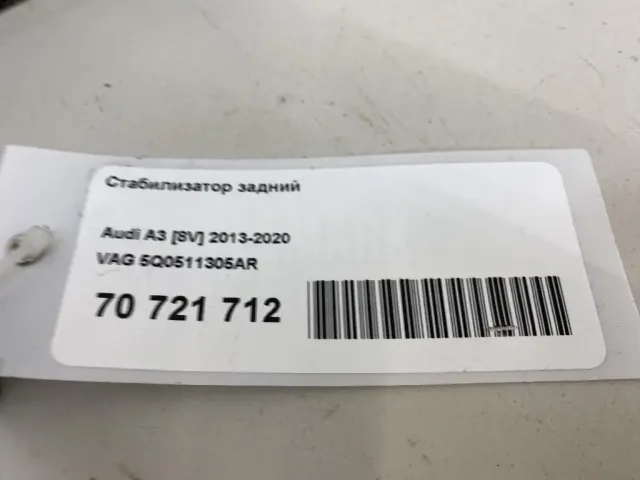 Стабилизатор задний
Audi A3 [8V] 2013-2020
VAG 5Q0511305AR
70 721 712